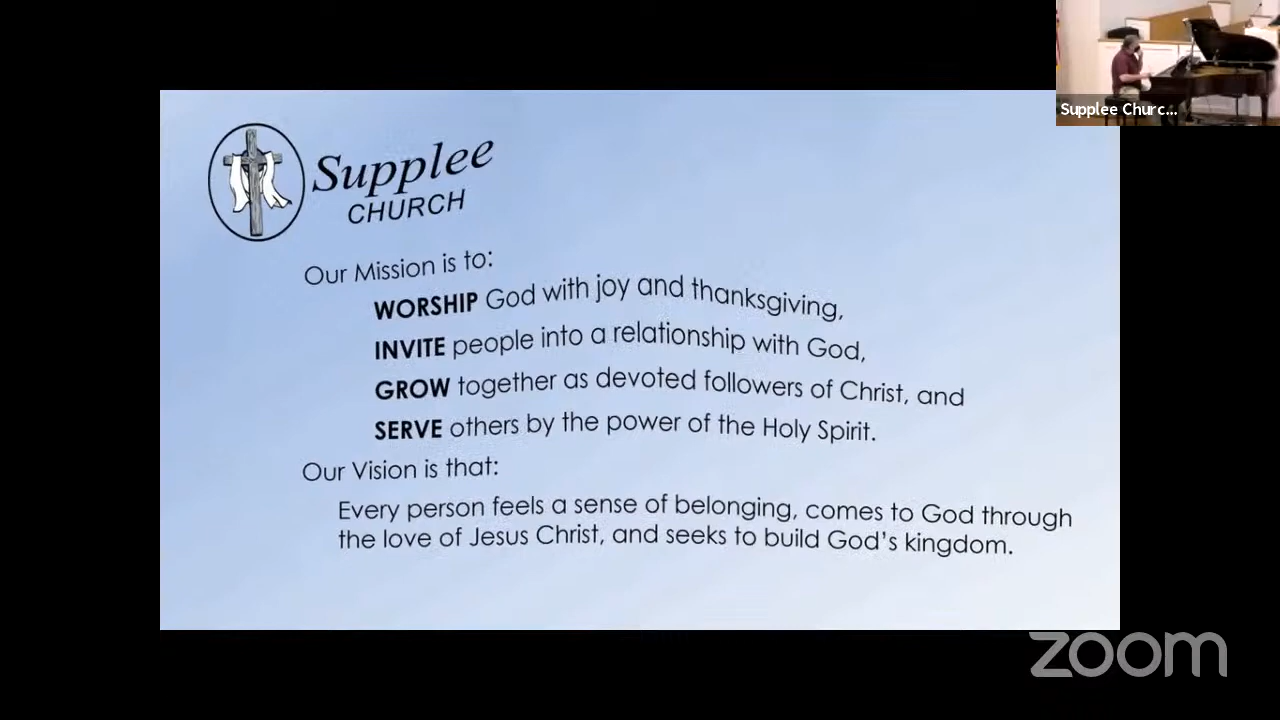 Supplee Churc...
Supplee
CHURCH
Our Mission is to:
WORSHIP God with joy and thanksgiving,
INVITE people into a relationship with God,
GROW together as devoted followers of Christ, and
SERVE others by the power of the Holy Spirit.
Our Vision is that:
Every person feels a sense of belonging, comes to God through
the love of Jesus Christ, and seeks to build God's kingdom.
zoom